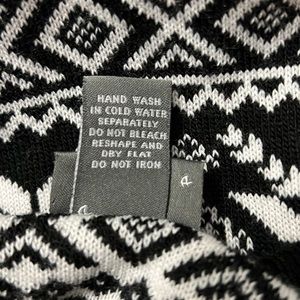 HAND WASH
IN COLD WATER
SEPARATELY
DO NOT BLEACH
RESHAPE AND
DRY FLAT
DO NOT IRON